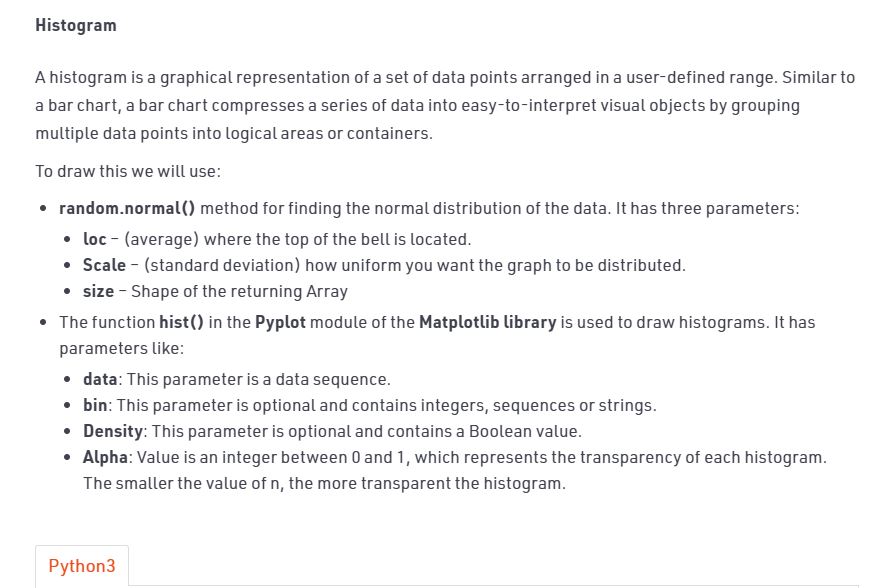 Histogram
A histogram is a graphical representation of a set of data points arranged in a user-defined range. Similar to
a bar chart, a bar chart compresses a series of data into easy-to-interpret visual objects by grouping
multiple data points into logical areas or containers.
To draw this we will use:
• random.normal() method for finding the normal distribution of the data. It has three parameters:
• loc – (average) where the top of the bell is located.
• Scale – (standard deviation) how uniform you want the graph to be distributed.
• size – Shape of the returning Array
• The function hist() in the Pyplot module of the Matplotlib library is used to draw histograms. It has
parameters like:
• data: This parameter is a data sequence.
• bin: This parameter is optional and contains integers, sequences or strings.
• Density: This parameter is optional and contains a Boolean value.
• Alpha: Value is an integer between 0 and 1, which represents the transparency of each histogram.
The smaller the value of n, the more transparent the histogram.
Python3